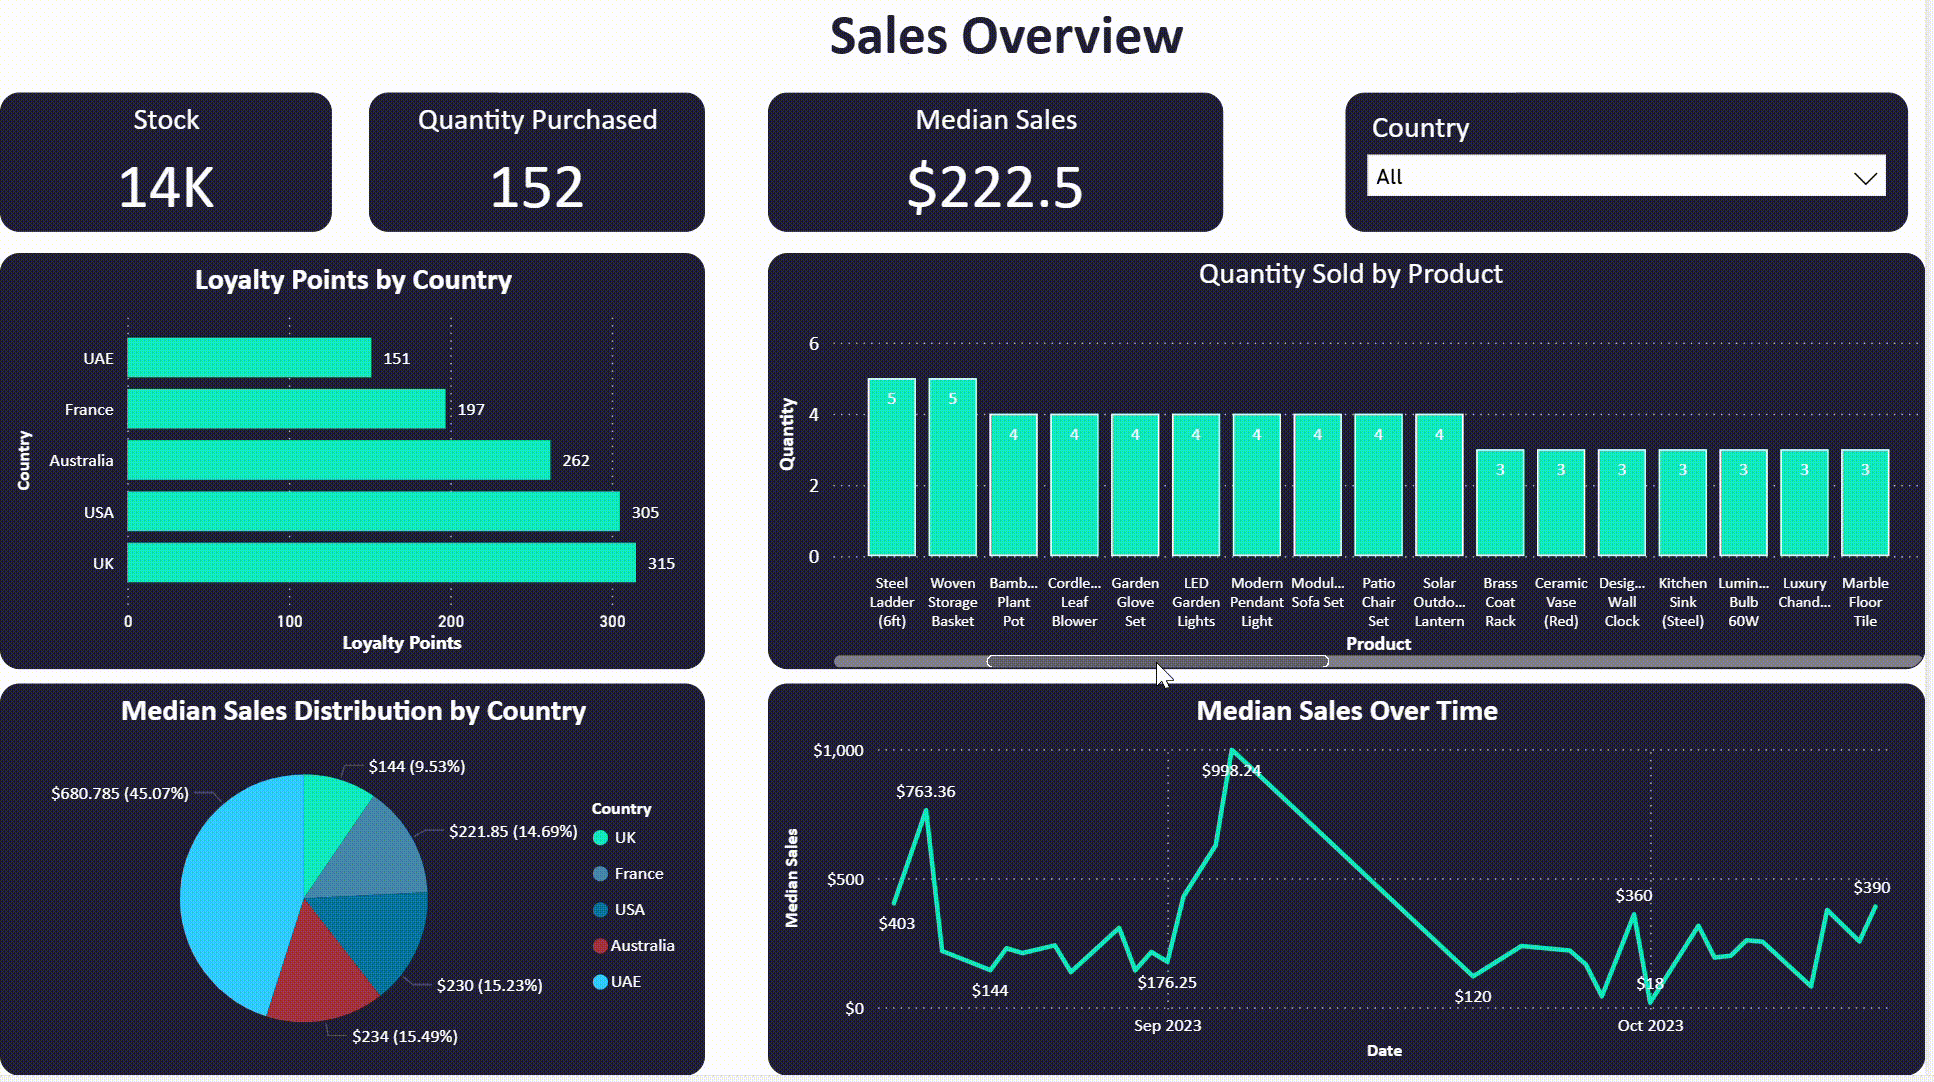 Sales Overview
Stock
14K
Quantity Purchased
152
Median Sales
$222.5
Country
All
Loyalty Points by Country
Country
UAE
151
France
197
Australia
262
USA
305
UK
315
0 100 200 300
Loyalty Points
Quantity Sold by Product
Quantity
6
4
2
0
5 5 4 4 4 4 4 4 4 4 3 3 3 3 3 3 3
Steel Woven Bamb... Cordle... Garden LED Modern Modul... Patio Solar Brass Ceramic Desig... Kitchen Lumin... Luxury Marble
Ladder Storage Plant Leaf Glove Garden Pendant Sofa Set Chair Outdo... Coat Vase Wall Sink Bulb Chand... Floor
(6ft) Basket Pot Blower Set Lights Light Set Lantern Rack (Red) Clock (Steel) 60W Tile
Product
Median Sales Distribution by Country
$144 (9.53%)
$680.785 (45.07%)
$221.85 (14.69%)
$230 (15.23%)
$234 (15.49%)
Country
UK
France
USA
Australia
UAE
Median Sales Over Time
Median Sales
$1,000
$500
$0
$403
$763.36
$144
$176.25
$998.24
$120
$360
$18
$390
Sep 2023 Oct 2023
Date